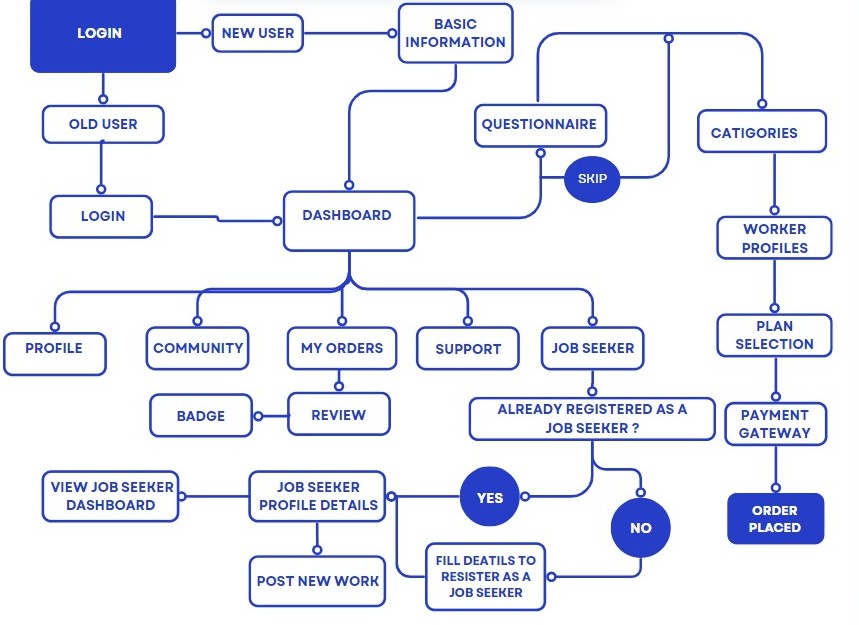 LOGIN
NEW USER
BASIC
INFORMATION
OLD USER
LOGIN
DASHBOARD
QUESTIONNAIRE
SKIP
CATIGORIES
WORKER
PROFILES
PLAN
SELECTION
PAYMENT
GATEWAY
ORDER
PLACED
PROFILE
COMMUNITY
MY ORDERS
SUPPORT
JOB SEEKER
BADGE
REVIEW
ALREADY REGISTERED AS A
JOB SEEKER ?
VIEW JOB SEEKER
DASHBOARD
JOB SEEKER
PROFILE DETAILS
YES
NO
POST NEW WORK
FILL DEATILS TO
RESISTER AS A
JOB SEEKER